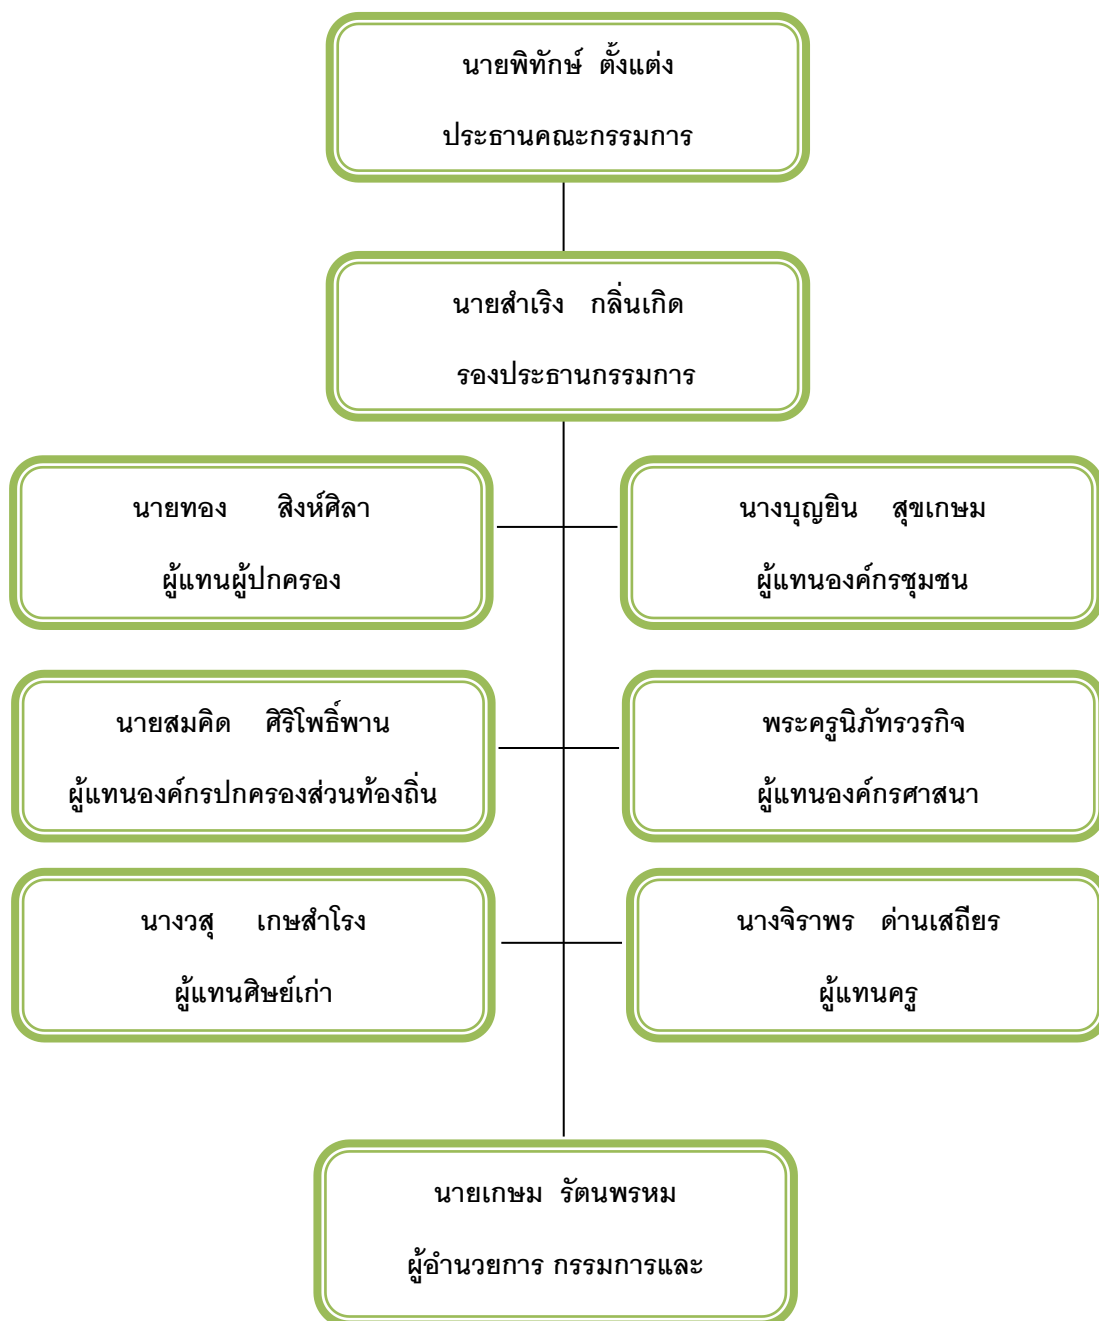 นายพิทักษ์ ตั้งแต่ง
ประธานคณะกรรมการ
นายสำเริง กลิ่นเกิด
รองประธานกรรมการ
นายทอง สิงห์ศิลา
ผู้แทนผู้ปกครอง
นางบุญยิน สุขเกษม
ผู้แทนองค์กรชุมชน
นายสมคิด ศิริโพธิ์พาน
ผู้แทนองค์กรปกครองส่วนท้องถิ่น
พระครูนิภัทรวรกิจ
ผู้แทนองค์กรศาสนา
นางวสุ เกษสำโรง
ผู้แทนศิษย์เก่า
นางจิราพร ด่านเสถียร
ผู้แทนครู
นายเกษม รัตนพรหม
ผู้อำนวยการ กรรมการและ